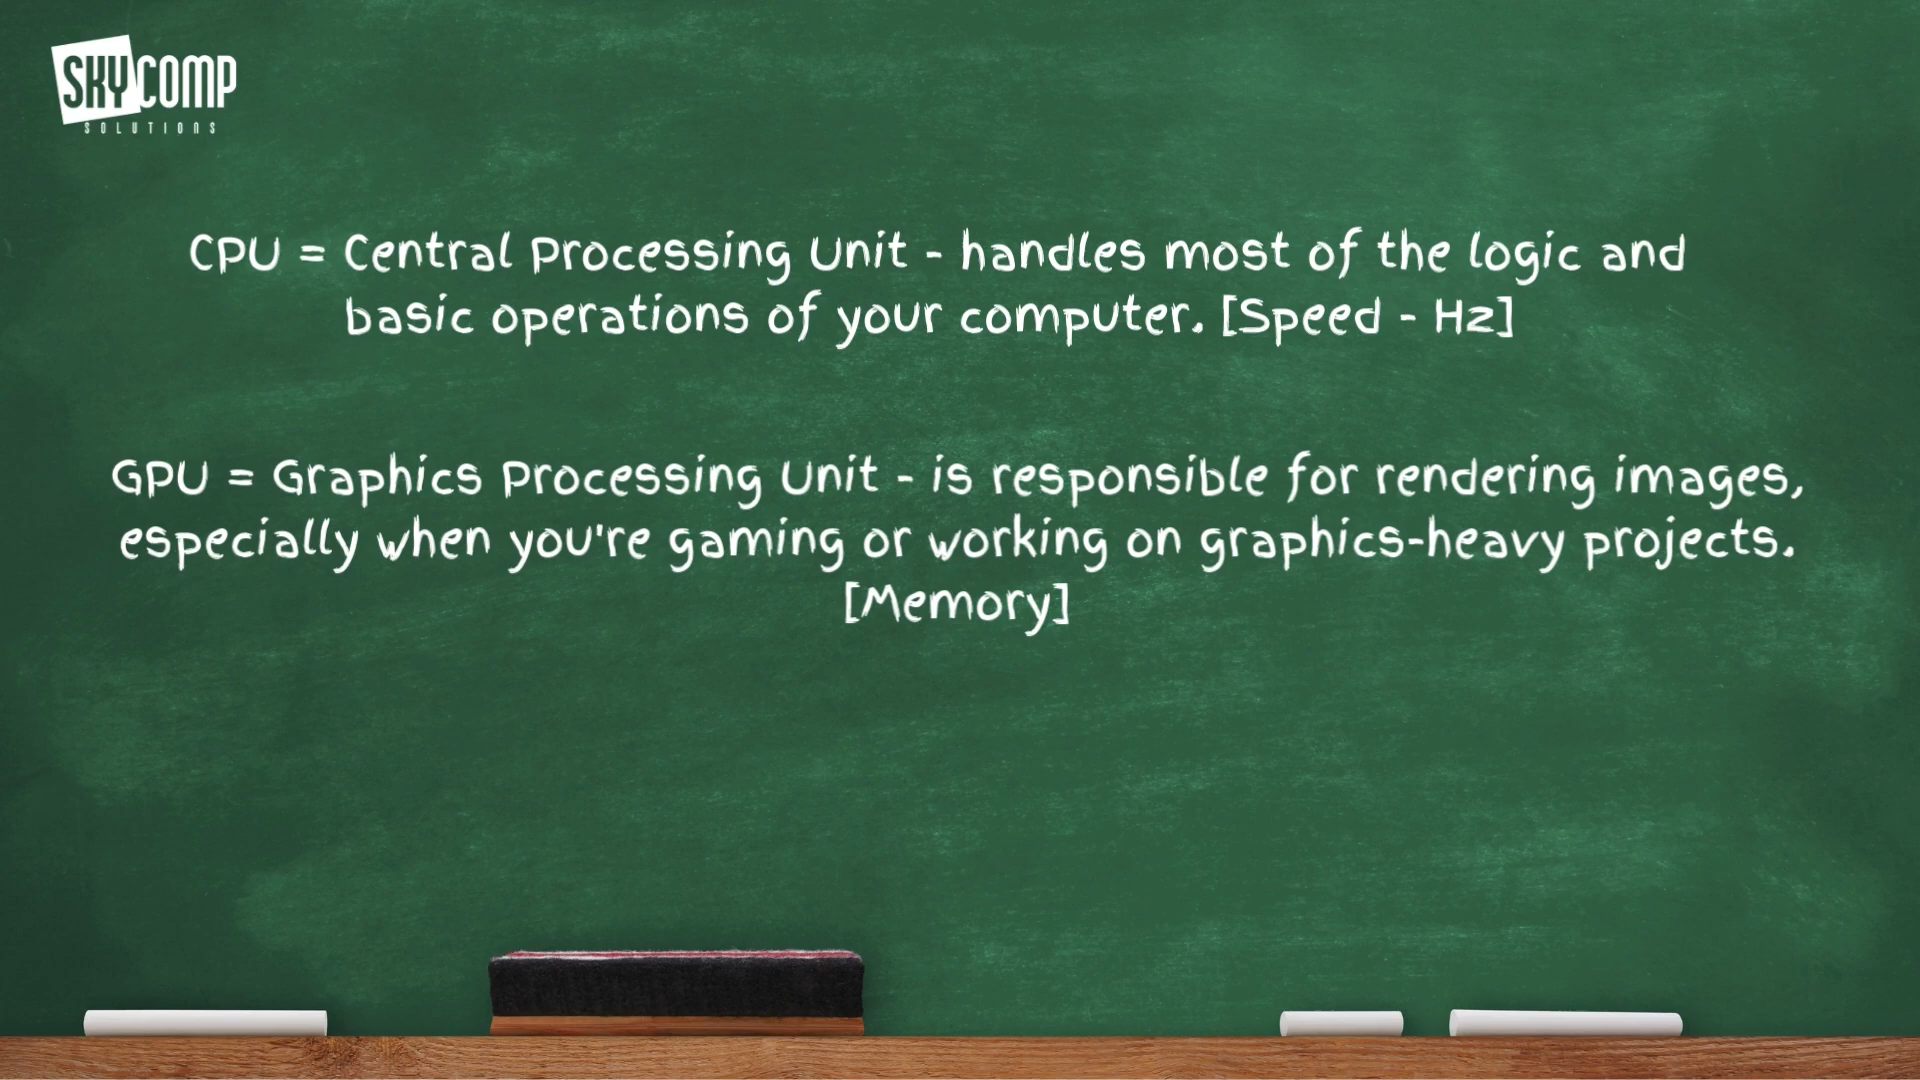 SKYCOMP
SOLUTIONS
CPU = Central Processing Unit - handles most of the logic and
basic operations of your computer. [Speed - Hz]
GPU = Graphics Processing Unit - is responsible for rendering images,
especially when you're gaming or working on graphics-heavy projects.
[Memory]